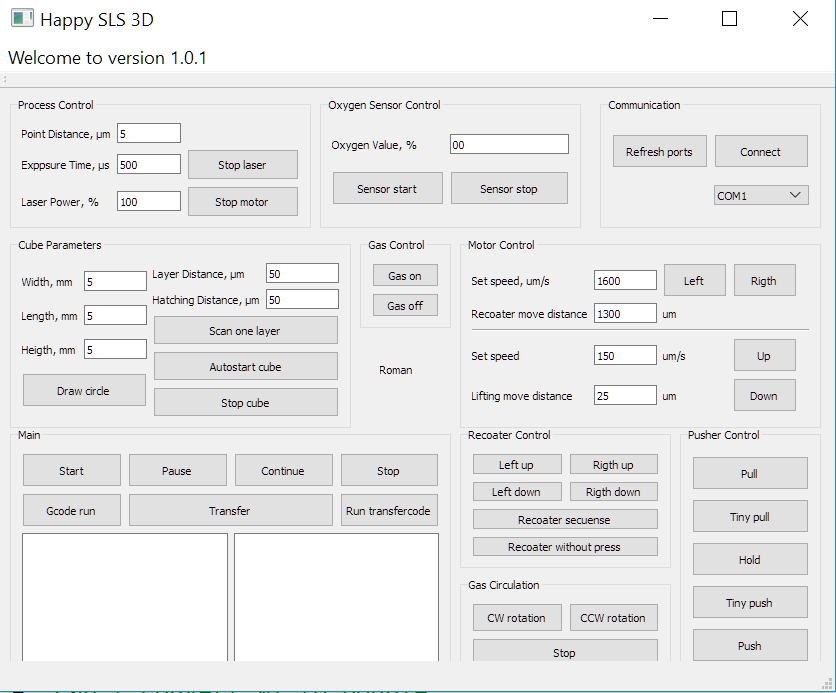 Happy SLS 3D
Welcome to version 1.0.1
Process Control
Point Distance, µm 5
Exppsure Time, µs 500 Stop laser
Laser Power, % 100 Stop motor
Oxygen Sensor Control
Oxygen Value, % 00
Sensor start Sensor stop
Communication
Refresh ports Connect
COM1
Cube Parameters
Width, mm 5
Length, mm 5
Heigth, mm 5
Draw circle
Layer Distance, µm 50
Hatching Distance, µm 50
Scan one layer
Autostart cube
Stop cube
Gas Control
Gas on
Gas off
Roman
Motor Control
Set speed, um/s 1600 Left Rigth
Recoater move distance 1300 um
Set speed 150 um/s Up
Lifting move distance 25 um Down
Main
Start Pause Continue Stop
Gcode run Transfer Run transfercode
Recoater Control
Left up Rigth up
Left down Rigth down
Recoater secuense
Recoater without press
Gas Circulation
CW rotation CCW rotation
Stop
Pusher Control
Pull
Tiny pull
Hold
Tiny push
Push